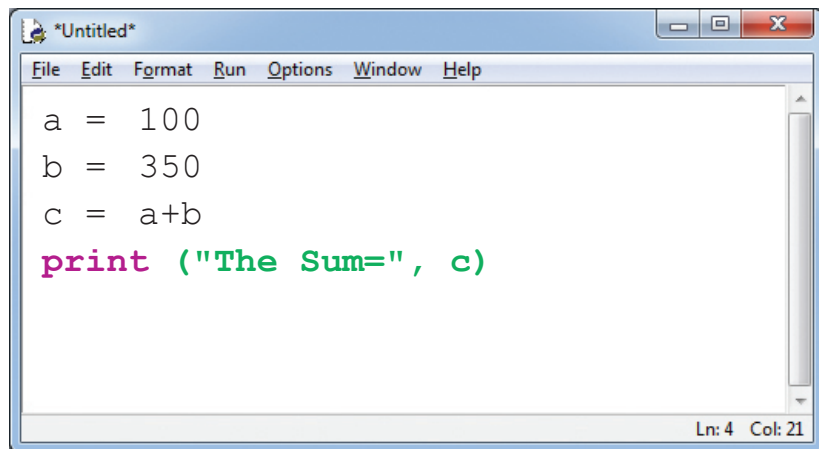 *Untitled*
File Edit Format Run Options Window Help
a = 100
b = 350
c = a+b
print ("The Sum=", c)
Ln: 4 Col: 21